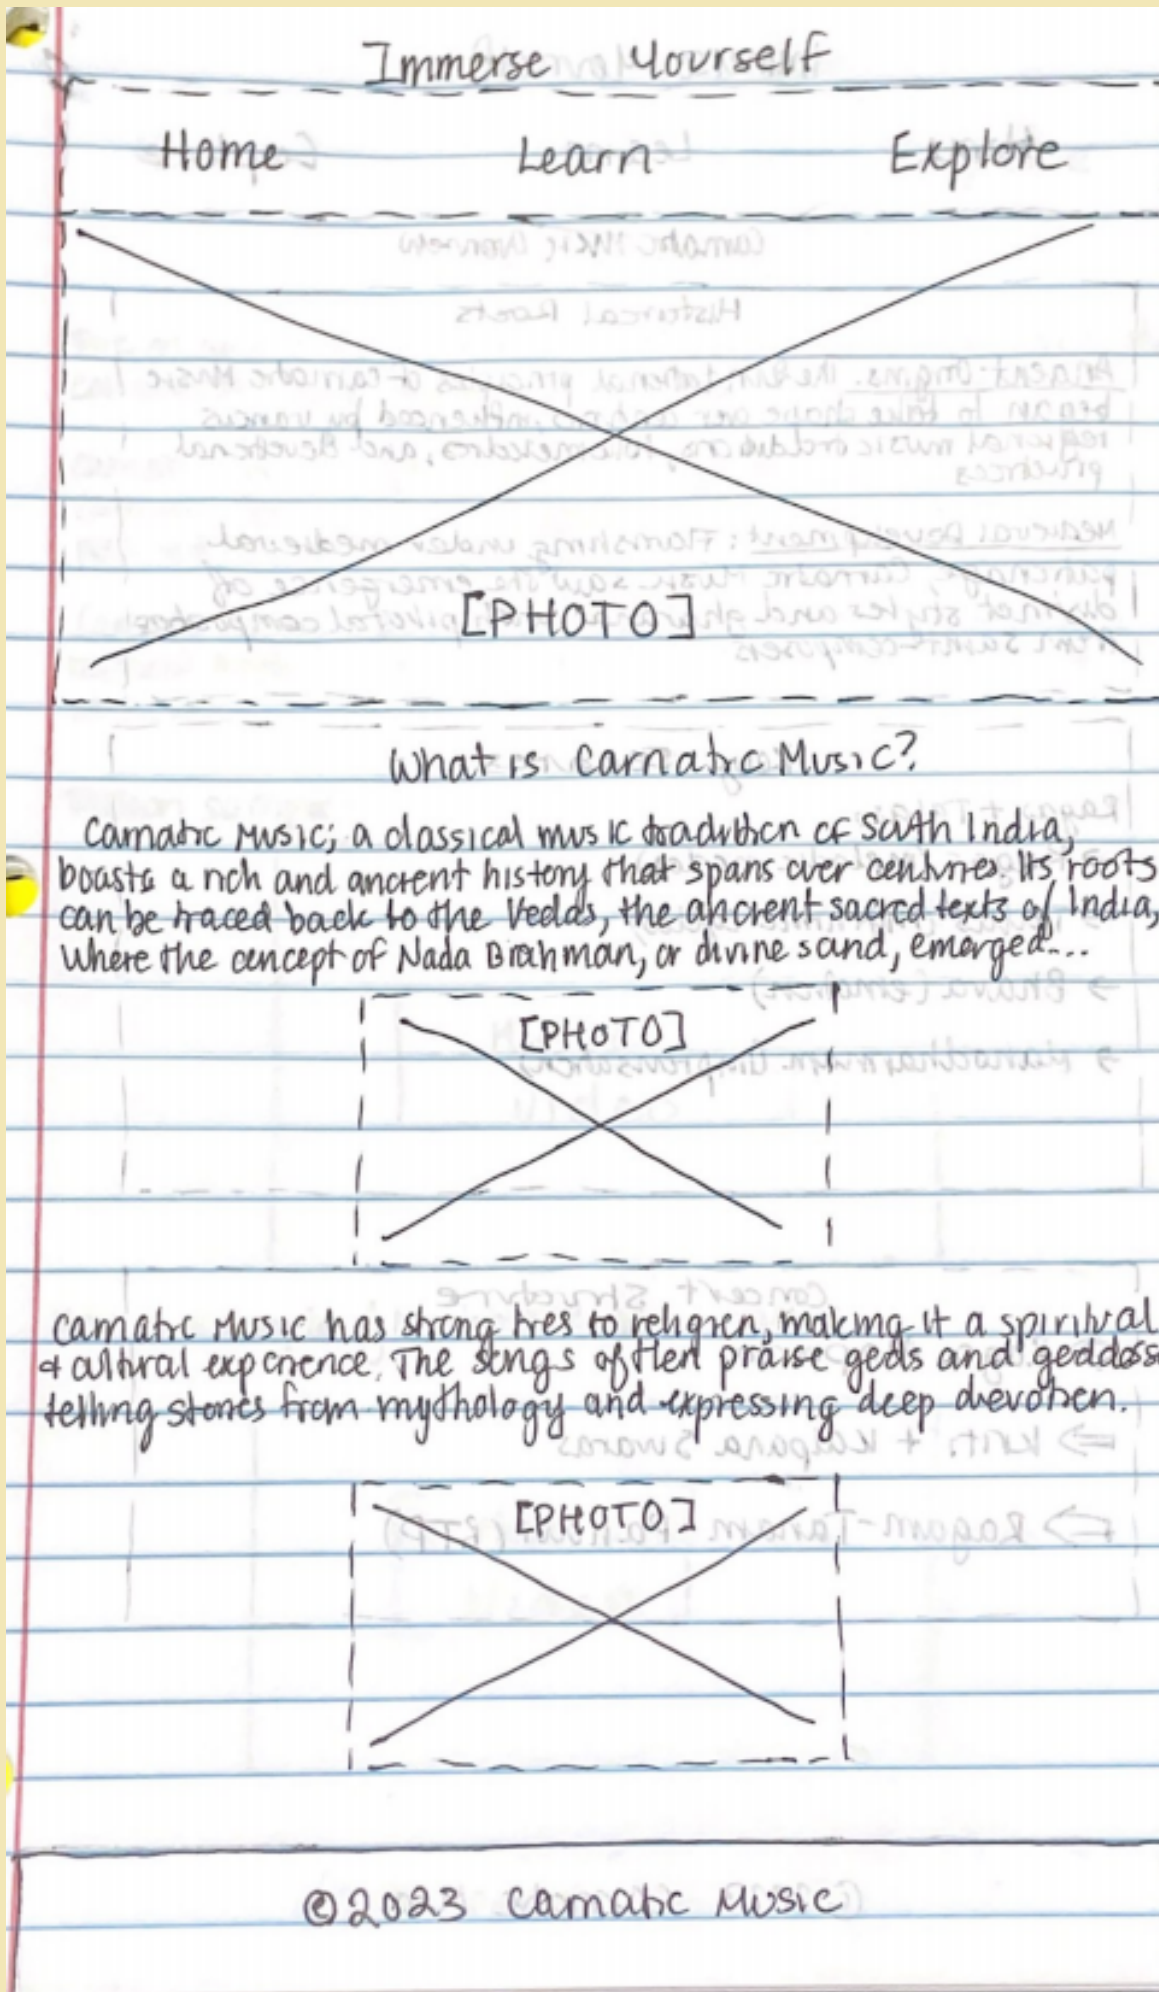 Immerse Yourself
Home Learn Explore
[PHOTO]
What is Carnatic Music?
Carnatic Music; a classical music tradition of South India,
boasts a rich and ancient history that spans over centuries. Its roots
can be traced back to the Vedas, the ancient sacred texts of India,
where the concept of Nada Brahman, or divine sound, emerged...
[PHOTO]
Carnatic Music has strong ties to religion, making it a spiritual
& cultural experience. The songs often praise gods and goddess
telling stories from mythology and expressing deep devotion.
[PHOTO]
©2023 Carnatic Music